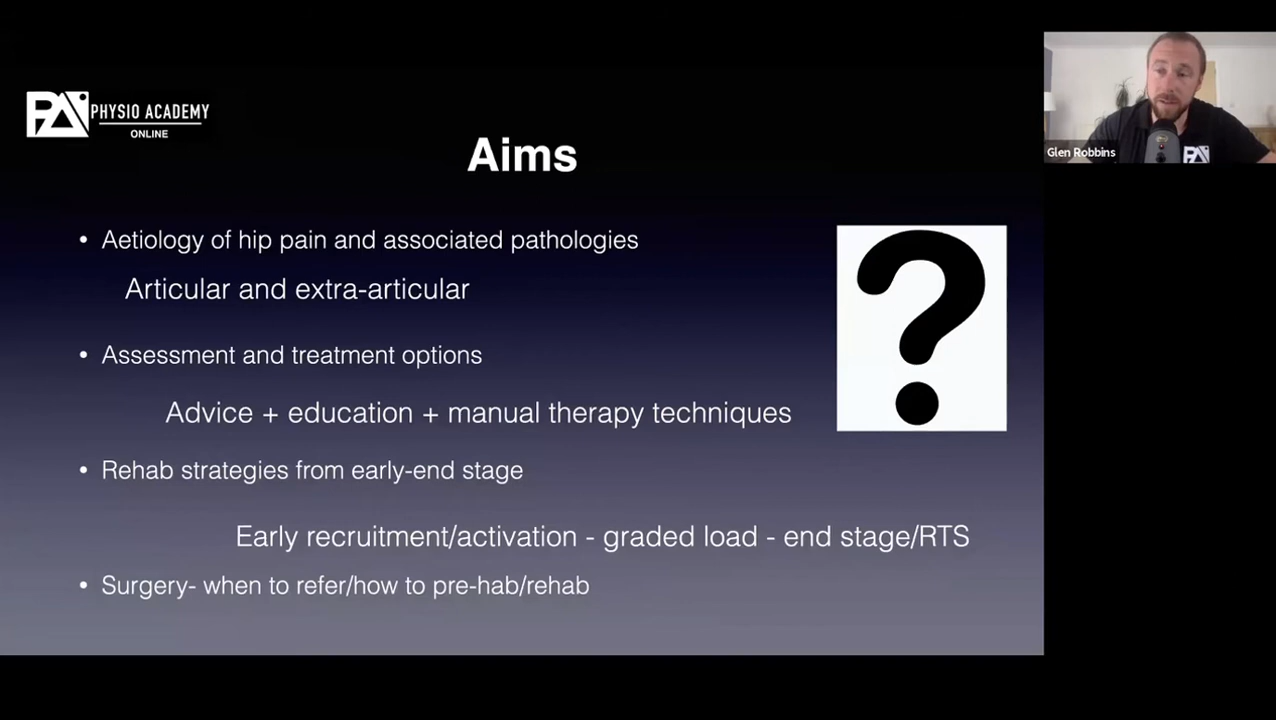 PHYSIO ACADEMY
ONLINE
Aims
• Aetiology of hip pain and associated pathologies
Articular and extra-articular
• Assessment and treatment options
Advice + education + manual therapy techniques
• Rehab strategies from early-end stage
Early recruitment/activation - graded load - end stage/RTS
• Surgery- when to refer/how to pre-hab/rehab
Glen Robbins